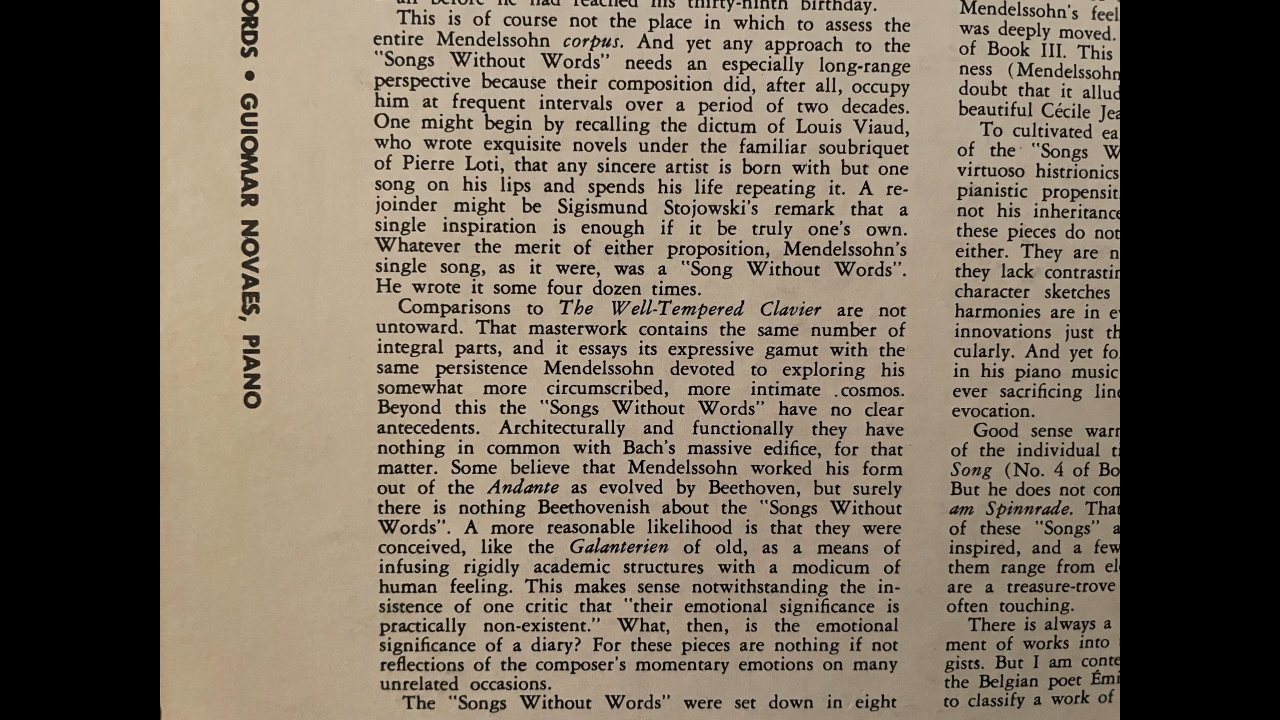 ORDS • GUIOMAR NOVAES, PIANO
an before he had reached his thirty-ninth birthday.
This is of course not the place in which to assess the
entire Mendelssohn corpus. And yet any approach to the
"Songs Without Words" needs an especially long-range
perspective because their composition did, after all, occupy
him at frequent intervals over a period of two decades.
One might begin by recalling the dictum of Louis Viaud,
who wrote exquisite novels under the familiar soubriquet
of Pierre Loti, that any sincere artist is born with but one
song on his lips and spends his life repeating it. A re-
joinder might be Sigismund Stojowski's remark that a
single inspiration is enough if it be truly one's own.
Whatever the merit of either proposition, Mendelssohn's
single song, as it were, was a "Song Without Words".
He wrote it some four dozen times.
Comparisons to The Well-Tempered Clavier are not
untoward. That masterwork contains the same number of
integral parts, and it essays its expressive gamut with the
same persistence Mendelssohn devoted to exploring his
somewhat more circumscribed, more intimate .cosmos.
Beyond this the "Songs Without Words" have no clear
antecedents. Architecturally and functionally they have
nothing in common with Bach's massive edifice, for that
matter. Some believe that Mendelssohn worked his form
out of the Andante as evolved by Beethoven, but surely
there is nothing Beethovenish about the "Songs Without
Words". A more reasonable likelihood is that they were
conceived, like the Galanterien of old, as a means of
infusing rigidly academic structures with a modicum of
human feeling. This makes sense notwithstanding the in-
sistence of one critic that "their emotional significance is
practically non-existent." What, then, is the emotional
significance of a diary? For these pieces are nothing if not
reflections of the composer's momentary emotions on many
unrelated occasions.
The "Songs Without Words" were set down in eight
Mendelssohn's feel
was deeply moved.
of Book III. This
ness (Mendelssohn
doubt that it allud
beautiful Cécile Jea
To cultivated ea
of the "Songs W
virtuoso histrionics
pianistic propensit
not his inheritance
these pieces do not
either. They are n
they lack contrastin
character sketches
harmonies are in e
innovations just th
cularly. And yet fo
in his piano music
ever sacrificing line
evocation.
Good sense warr
of the individual t
Song (No. 4 of Bo
But he does not con
am Spinnrade. That
of these "Songs" a
inspired, and a few
them range from el
are a treasure-trove
often touching.
There is always a
ment of works into
gists. But I am conte
the Belgian poet Émi
to classify a work of